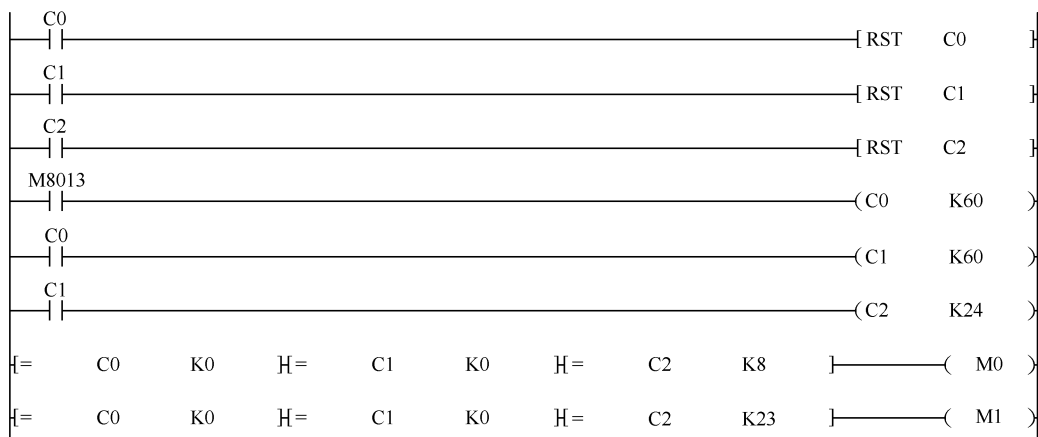 C0
[ RST C0 ]
C1
[ RST C1 ]
C2
[ RST C2 ]
M8013
( C0 K60 )
C0
( C1 K60 )
C1
( C2 K24 )
[= C0 K0 ] [= C1 K0 ] [= C2 K8 ] ( M0 )
[= C0 K0 ] [= C1 K0 ] [= C2 K23 ] ( M1 )